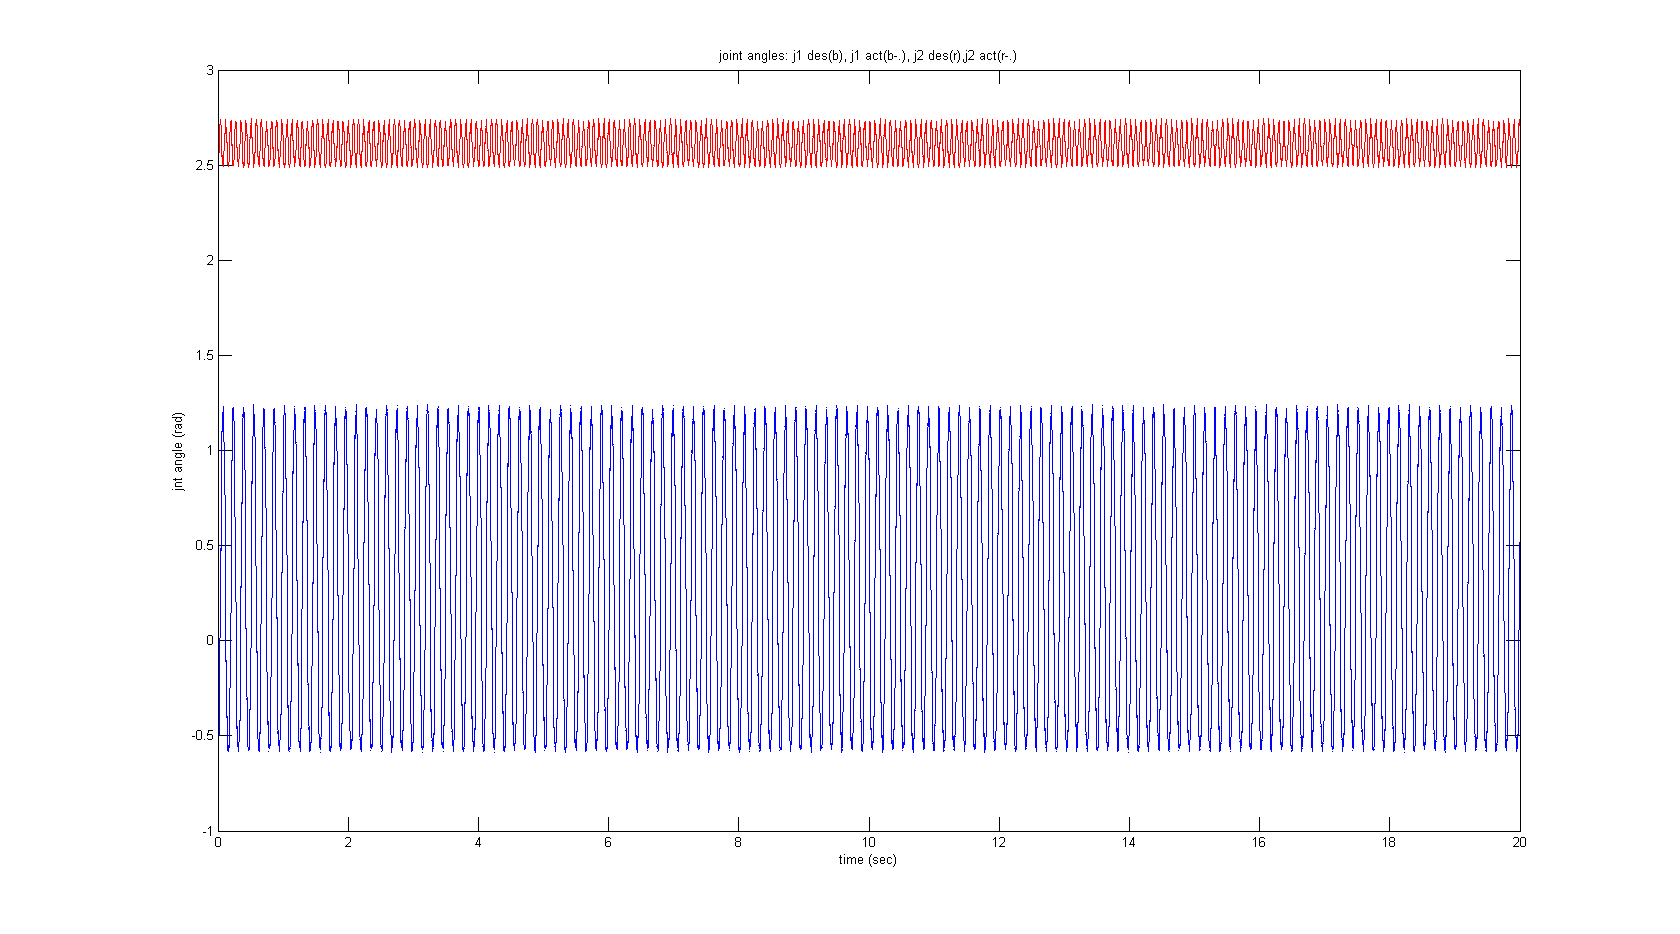 joint angles: j1 des(b), j1 act(b-.), j2 des(r),j2 act(r-.)
3
2.5
2
1.5
1
0.5
0
-0.5
-1
jnt angle (rad)
0 2 4 6 8 10 12 14 16 18 20
time (sec)